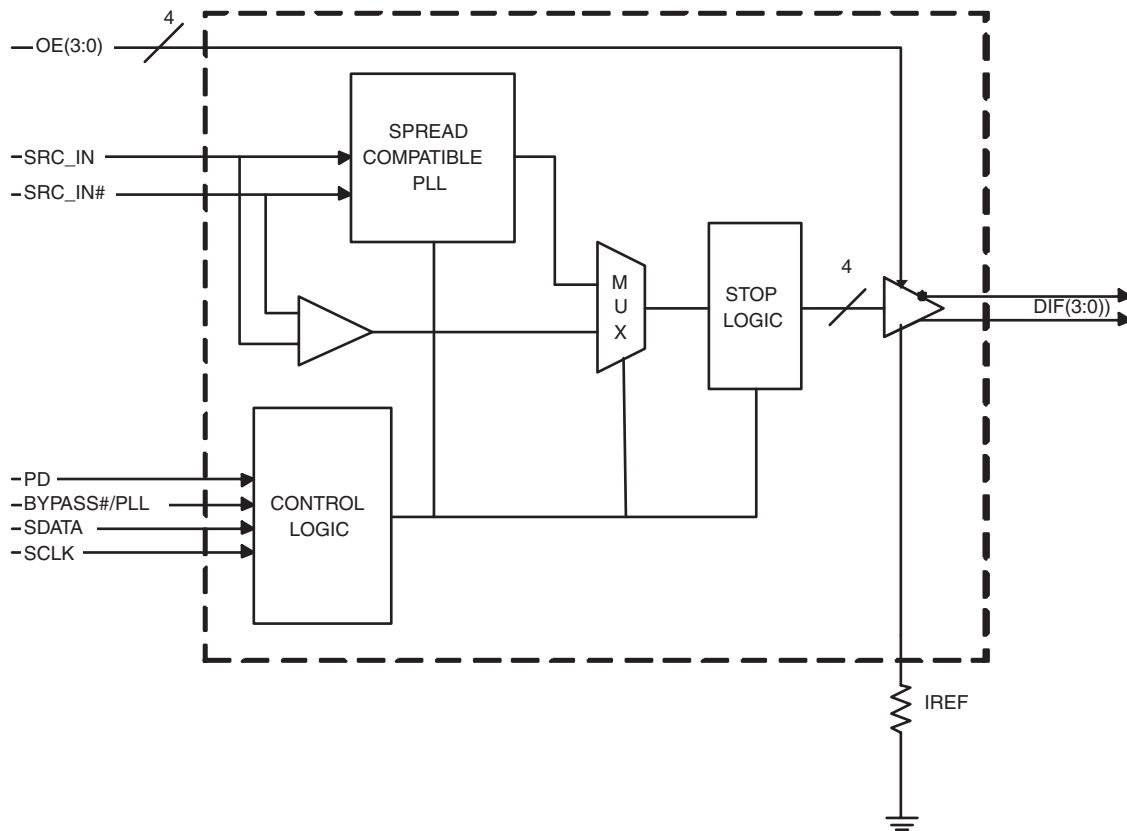 4
OE(3:0)
SPREAD
COMPATIBLE
PLL
SRC_IN
SRC_IN#
M
U
X
STOP
LOGIC
4
DIF(3:0))
PD
BYPASS#/PLL
SDATA
SCLK
CONTROL
LOGIC
IREF